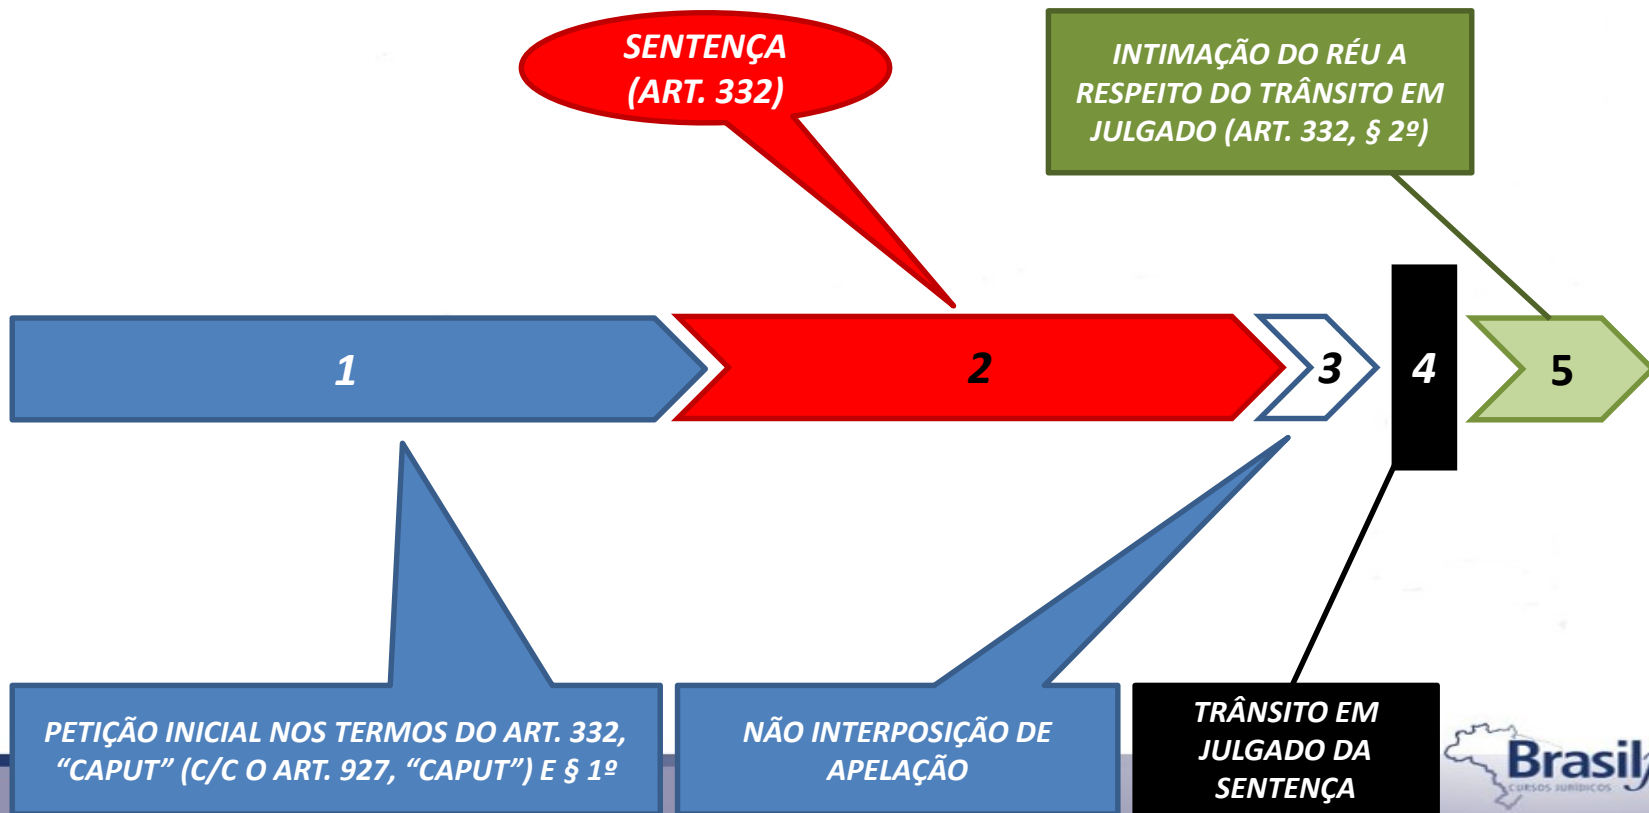 SENTENÇA
(ART. 332)
INTIMAÇÃO DO RÉU A
RESPEITO DO TRÂNSITO EM
JULGADO (ART. 332, § 2º)
1
2
3
4
5
PETIÇÃO INICIAL NOS TERMOS DO ART. 332,
“CAPUT” (C/C O ART. 927, “CAPUT”) E § 1º
NÃO INTERPOSIÇÃO DE
APELAÇÃO
TRÂNSITO EM
JULGADO DA
SENTENÇA
Brasil
CURSOS JURÍDICOS